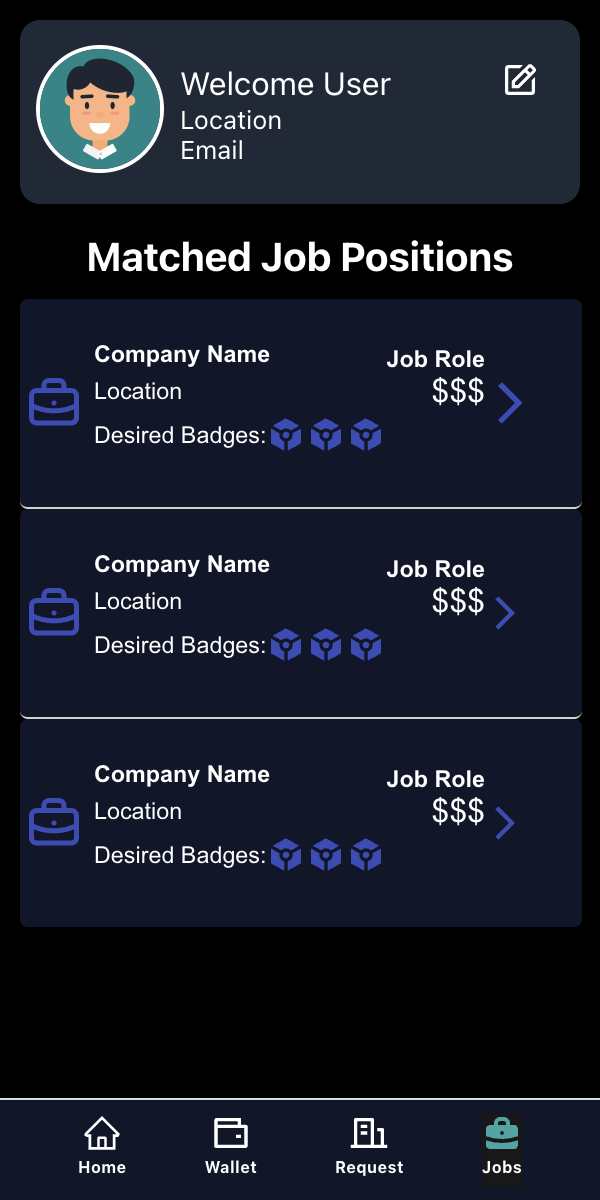 Welcome User
Location
Email
Matched Job Positions
Company Name
Job Role
Location
$$$
Desired Badges:
Company Name
Job Role
Location
$$$
Desired Badges:
Company Name
Job Role
Location
$$$
Desired Badges:
Home
Wallet
Request
Jobs